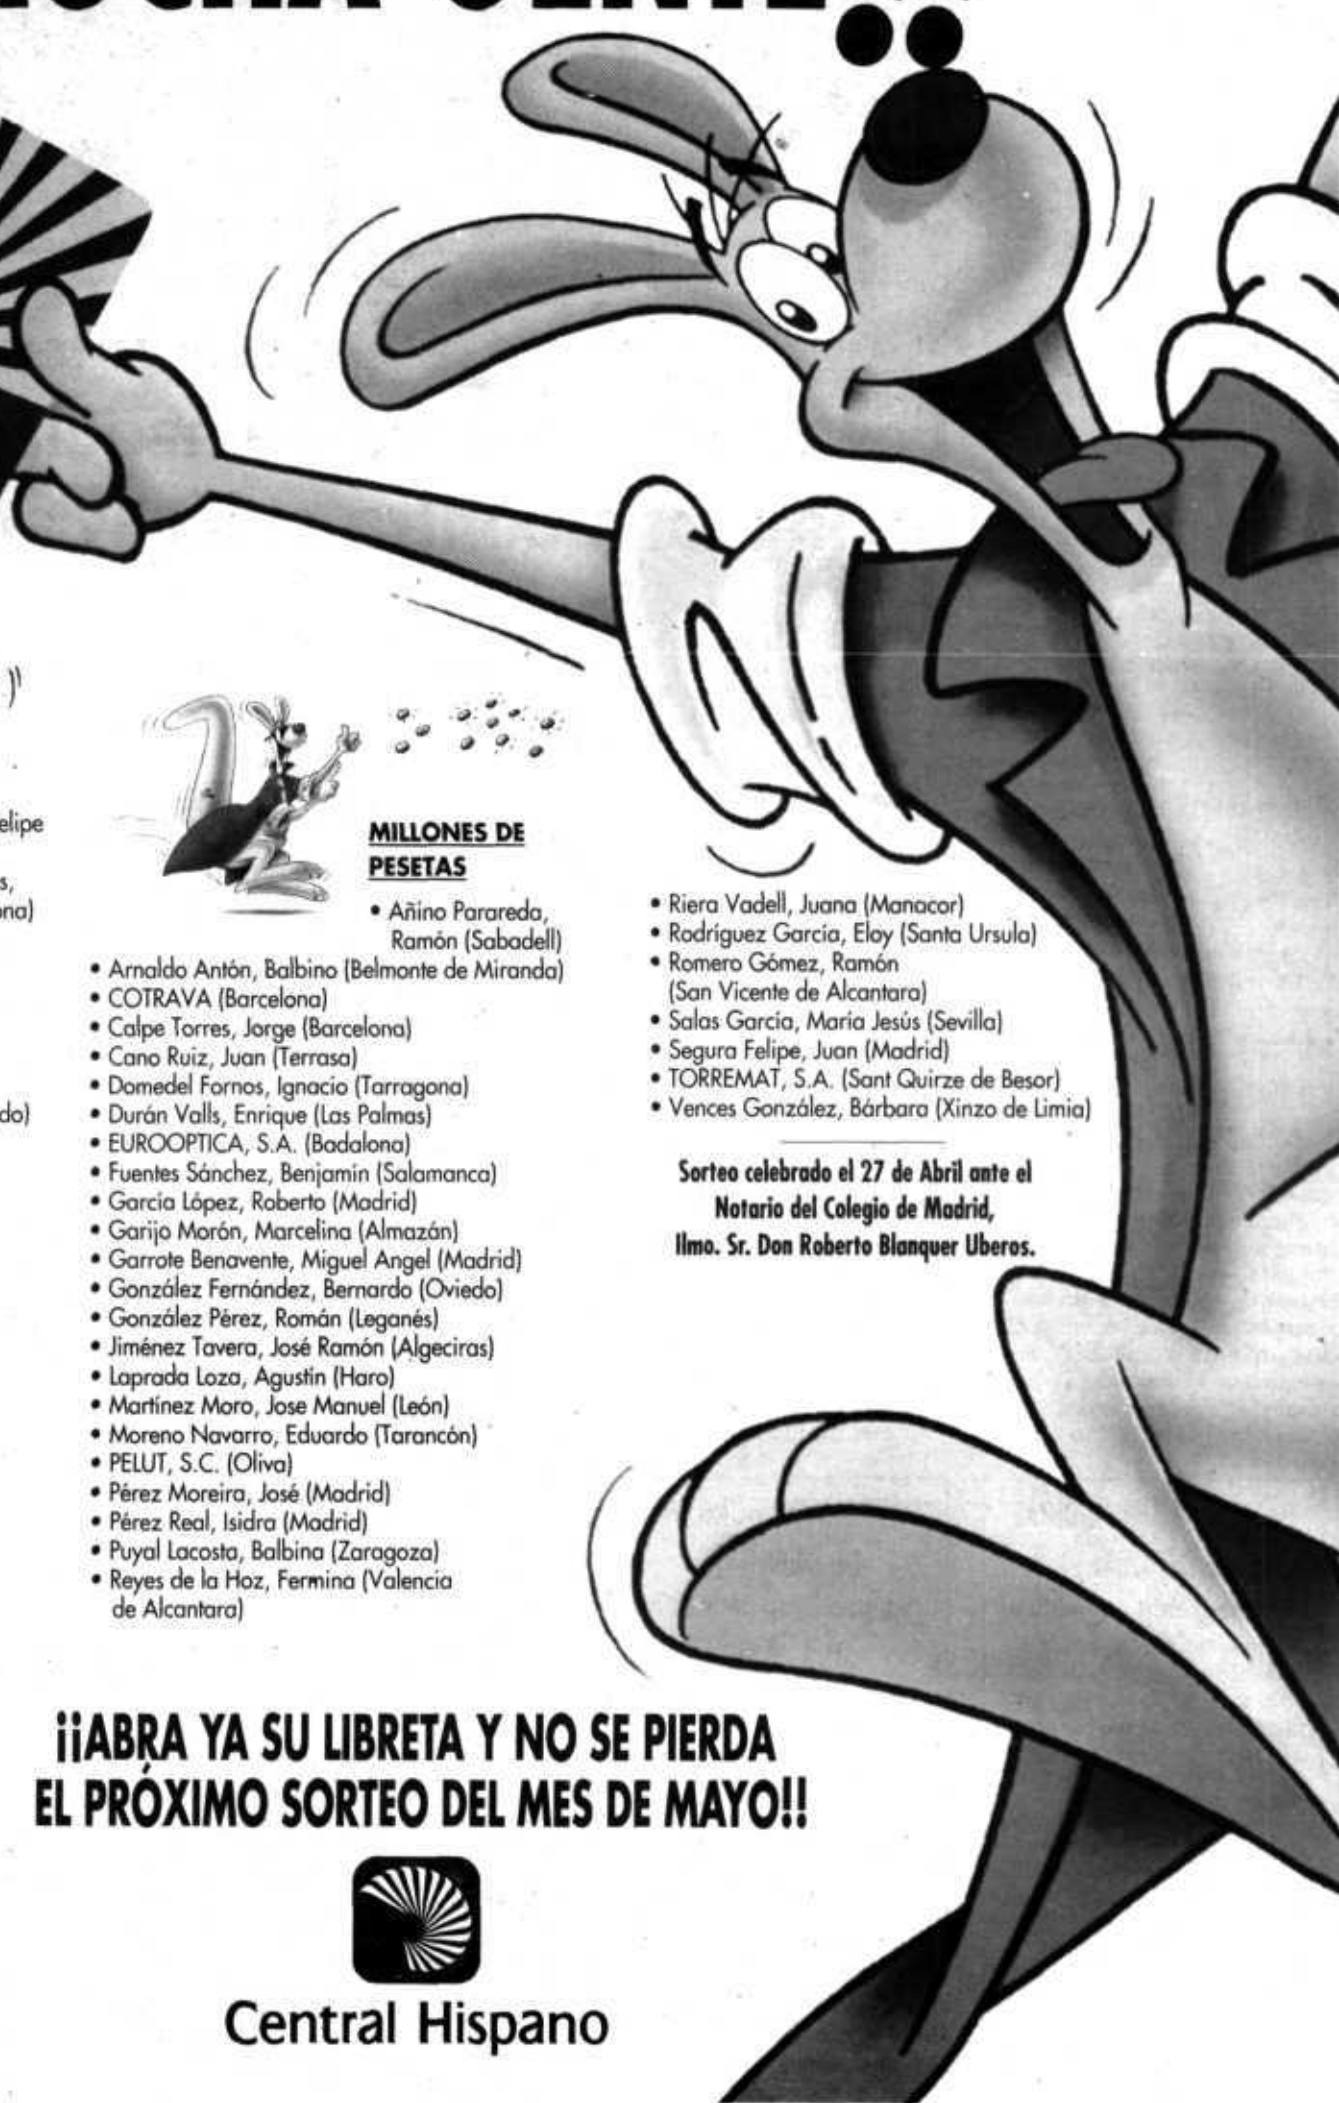 elipe
s,
ona)
do)
MILLONES DE
PESETAS
• Añino Parareda,
Ramón (Sabadell)
• Arnaldo Antón, Balbino (Belmonte de Miranda)
• COTRAVA (Barcelona)
• Calpe Torres, Jorge (Barcelona)
• Cano Ruiz, Juan (Terrasa)
• Domedel Fornos, Ignacio (Tarragona)
• Durán Valls, Enrique (Las Palmas)
• EUROOPTICA, S.A. (Badalona)
• Fuentes Sánchez, Benjamín (Salamanca)
• García López, Roberto (Madrid)
• Garijo Morón, Marcelina (Almazán)
• Garrote Benavente, Miguel Angel (Madrid)
• González Fernández, Bernardo (Oviedo)
• González Pérez, Román (Leganés)
• Jiménez Tavera, José Ramón (Algeciras)
• Laprada Loza, Agustín (Haro)
• Martínez Moro, Jose Manuel (León)
• Moreno Navarro, Eduardo (Tarancón)
• PELUT, S.C. (Oliva)
• Pérez Moreira, José (Madrid)
• Pérez Real, Isidra (Madrid)
• Puyal Lacosta, Balbina (Zaragoza)
• Reyes de la Hoz, Fermina (Valencia
de Alcantara)
• Riera Vadell, Juana (Manacor)
• Rodríguez García, Eloy (Santa Ursula)
• Romero Gómez, Ramón
(San Vicente de Alcantara)
• Salas García, María Jesús (Sevilla)
• Segura Felipe, Juan (Madrid)
• TORREMAT, S.A. (Sant Quirze de Besor)
• Vences González, Bárbara (Xinzo de Limia)
Sorteo celebrado el 27 de Abril ante el
Notario del Colegio de Madrid,
Ilmo. Sr. Don Roberto Blanquer Uberos.
¡¡ABRA YA SU LIBRETA Y NO SE PIERDA
EL PRÓXIMO SORTEO DEL MES DE MAYO!!
Central Hispano